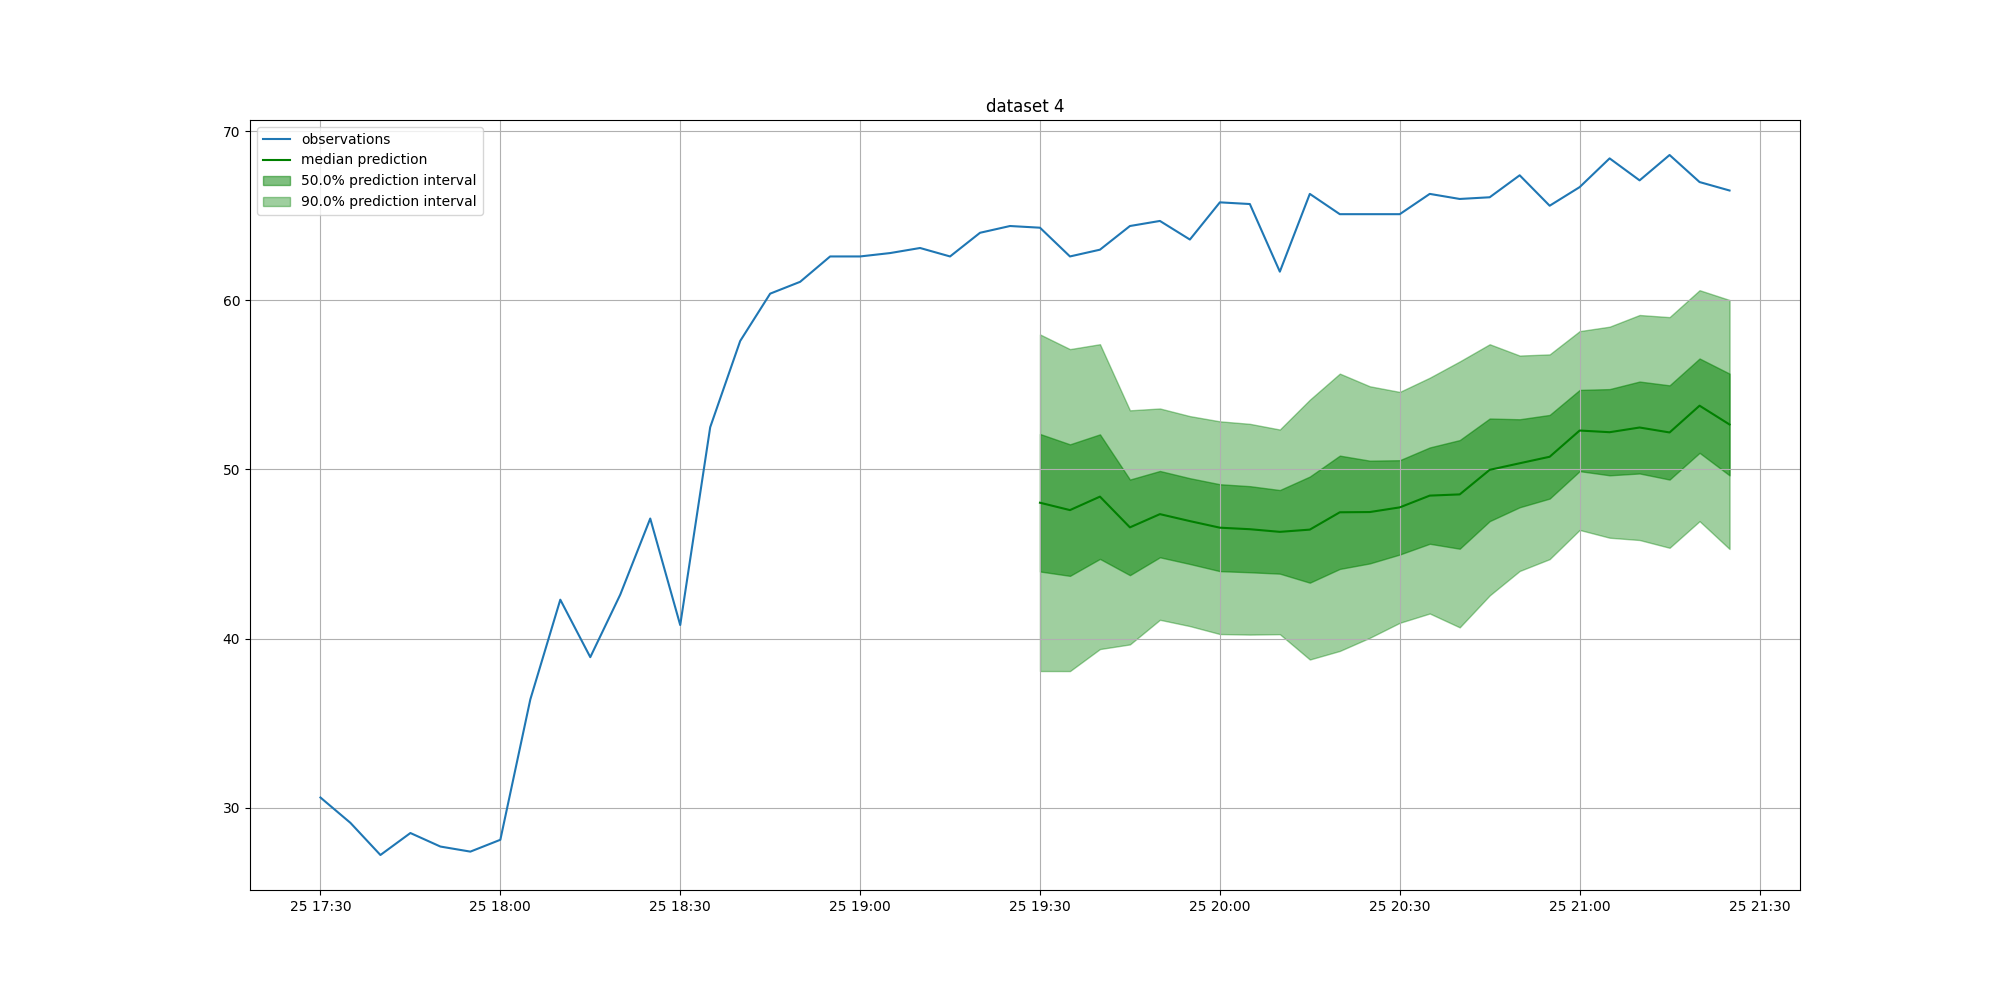 dataset 4
observations
median prediction
50.0% prediction interval
90.0% prediction interval
70
60
50
40
30
25 17:30
25 18:00
25 18:30
25 19:00
25 19:30
25 20:00
25 20:30
25 21:00
25 21:30